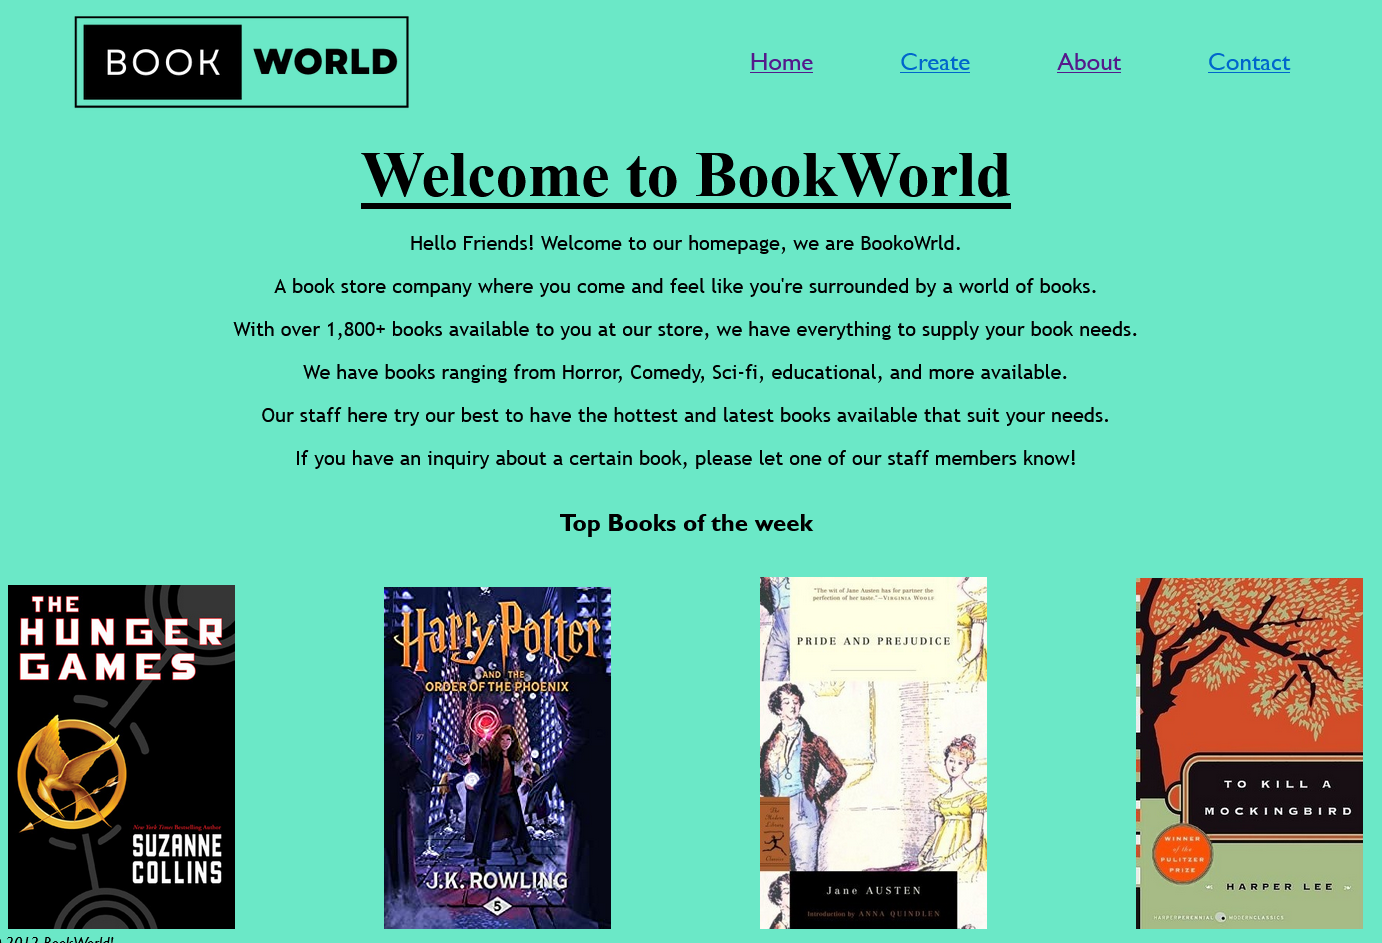 BOOK WORLD
Home Create About Contact
Welcome to BookWorld
Hello Friends! Welcome to our homepage, we are BookoWrld.
A book store company where you come and feel like you're surrounded by a world of books.
With over 1,800+ books available to you at our store, we have everything to supply your book needs.
We have books ranging from Horror, Comedy, Sci-fi, educational, and more available.
Our staff here try our best to have the hottest and latest books available that suit your needs.
If you have an inquiry about a certain book, please let one of our staff members know!
Top Books of the week
THE
HUNGER
GAMES
New York Times Bestselling Author
SUZANNE
COLLINS
Harry Potter
AND THE
ORDER OF THE PHOENIX
97
J.K. ROWLING
5
"The wit of Jane Austen has for partner the
perfection of her taste."—VIRGINIA WOOLF
PRIDE AND PREJUDICE
The
Modern
Library
Classics
Jane AUSTEN
Introduction by ANNA QUINDLEN
TO KILL A
MOCKINGBIRD
WINNER
of the
PULITZER
PRIZE
HARPER LEE
HARPERPERENNIAL MODERNCLASSICS
2012 BookWorld!